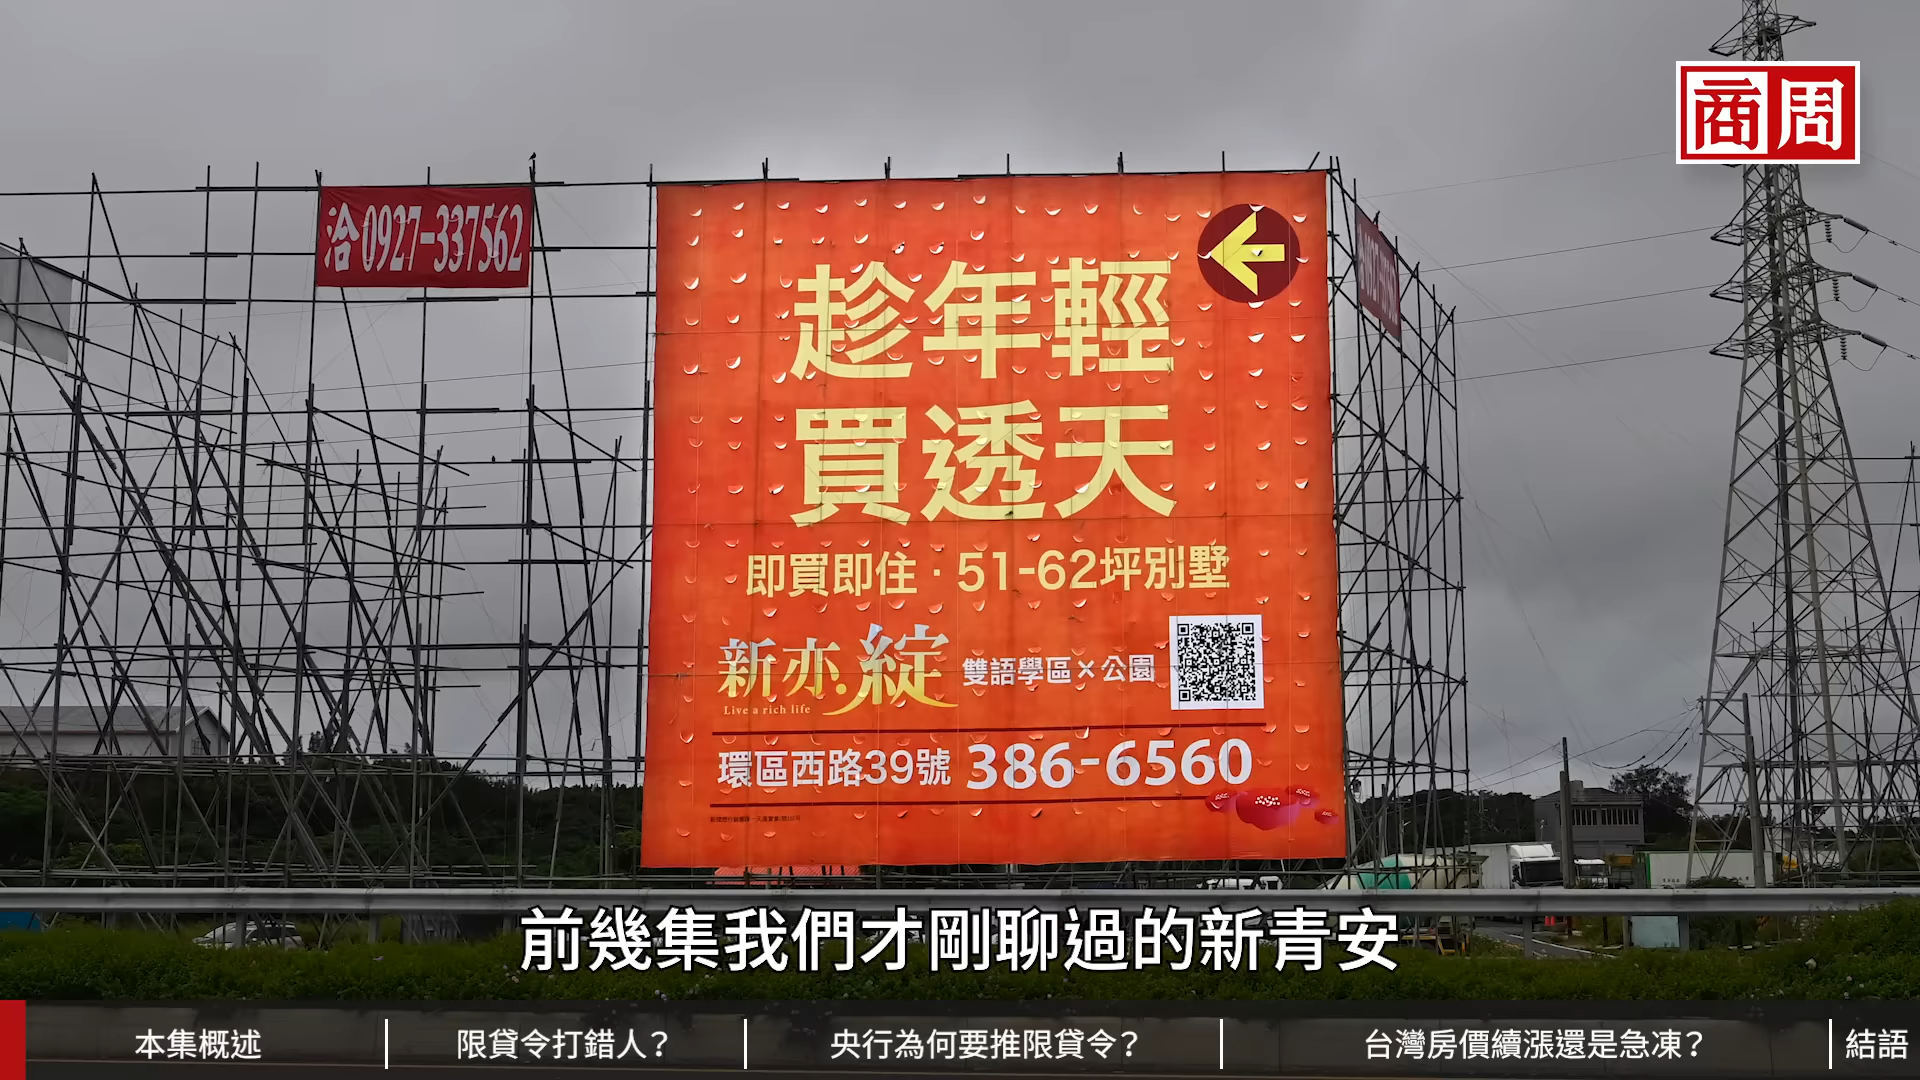 商周
洽0927-337562
趁年輕
買透天
即買即住·51-62坪別墅
新亦.綻
Live a rich life
雙語學區×公園
環區西路39號 386-6560
前幾集我們才剛聊過的新青安
本集概述
限貸令打錯人?
央行為何要推限貸令?
台灣房價續漲還是急凍?
結語